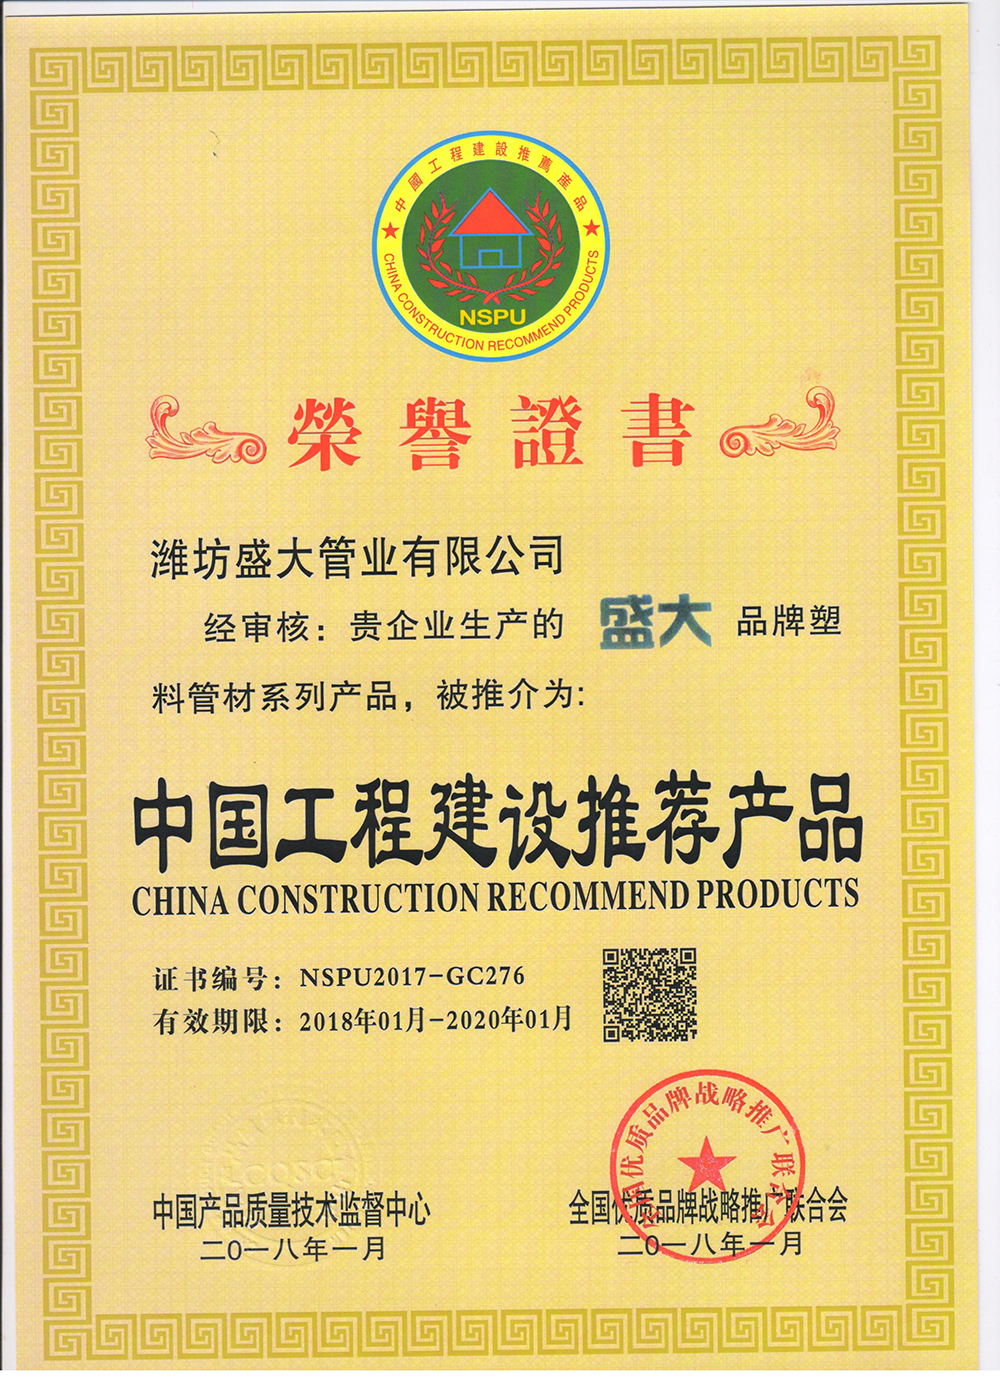 中國工程建設推薦產品
CHINA CONSTRUCTION RECOMMEND PRODUCTS
NSPU
榮譽證書
潍坊盛大管业有限公司
经审核：贵企业生产的 盛大 品牌塑
料管材系列产品，被推介为:
中国工程建设推荐产品
CHINA CONSTRUCTION RECOMMEND PRODUCTS
证书编号：NSPU2017-GC276
有效期限：2018年01月-2020年01月
全国优质品牌战略推广联合会
中国产品质量技术监督中心
二0一八年一月
全国优质品牌战略推广联合会
二0一八年一月